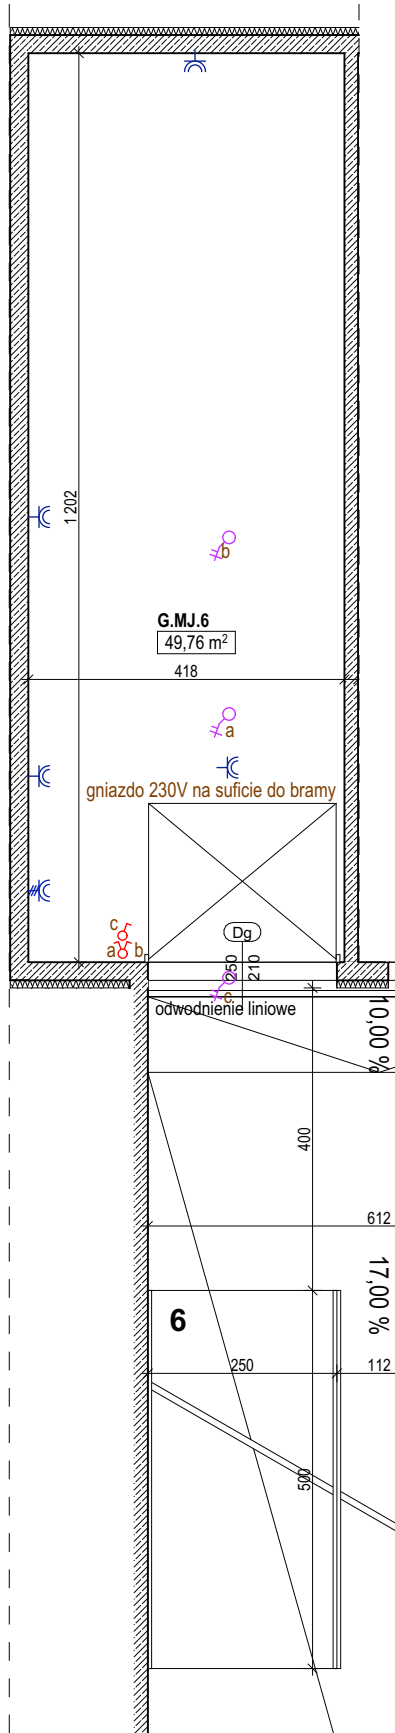 1 202
b
G.MJ.6
49,76 m²
418
a
gniazdo 230V na suficie do bramy
c
a b
Dg
250
210
c
odwodnienie liniowe
10,00 %
400
612
17,00 %
6
250
112
500